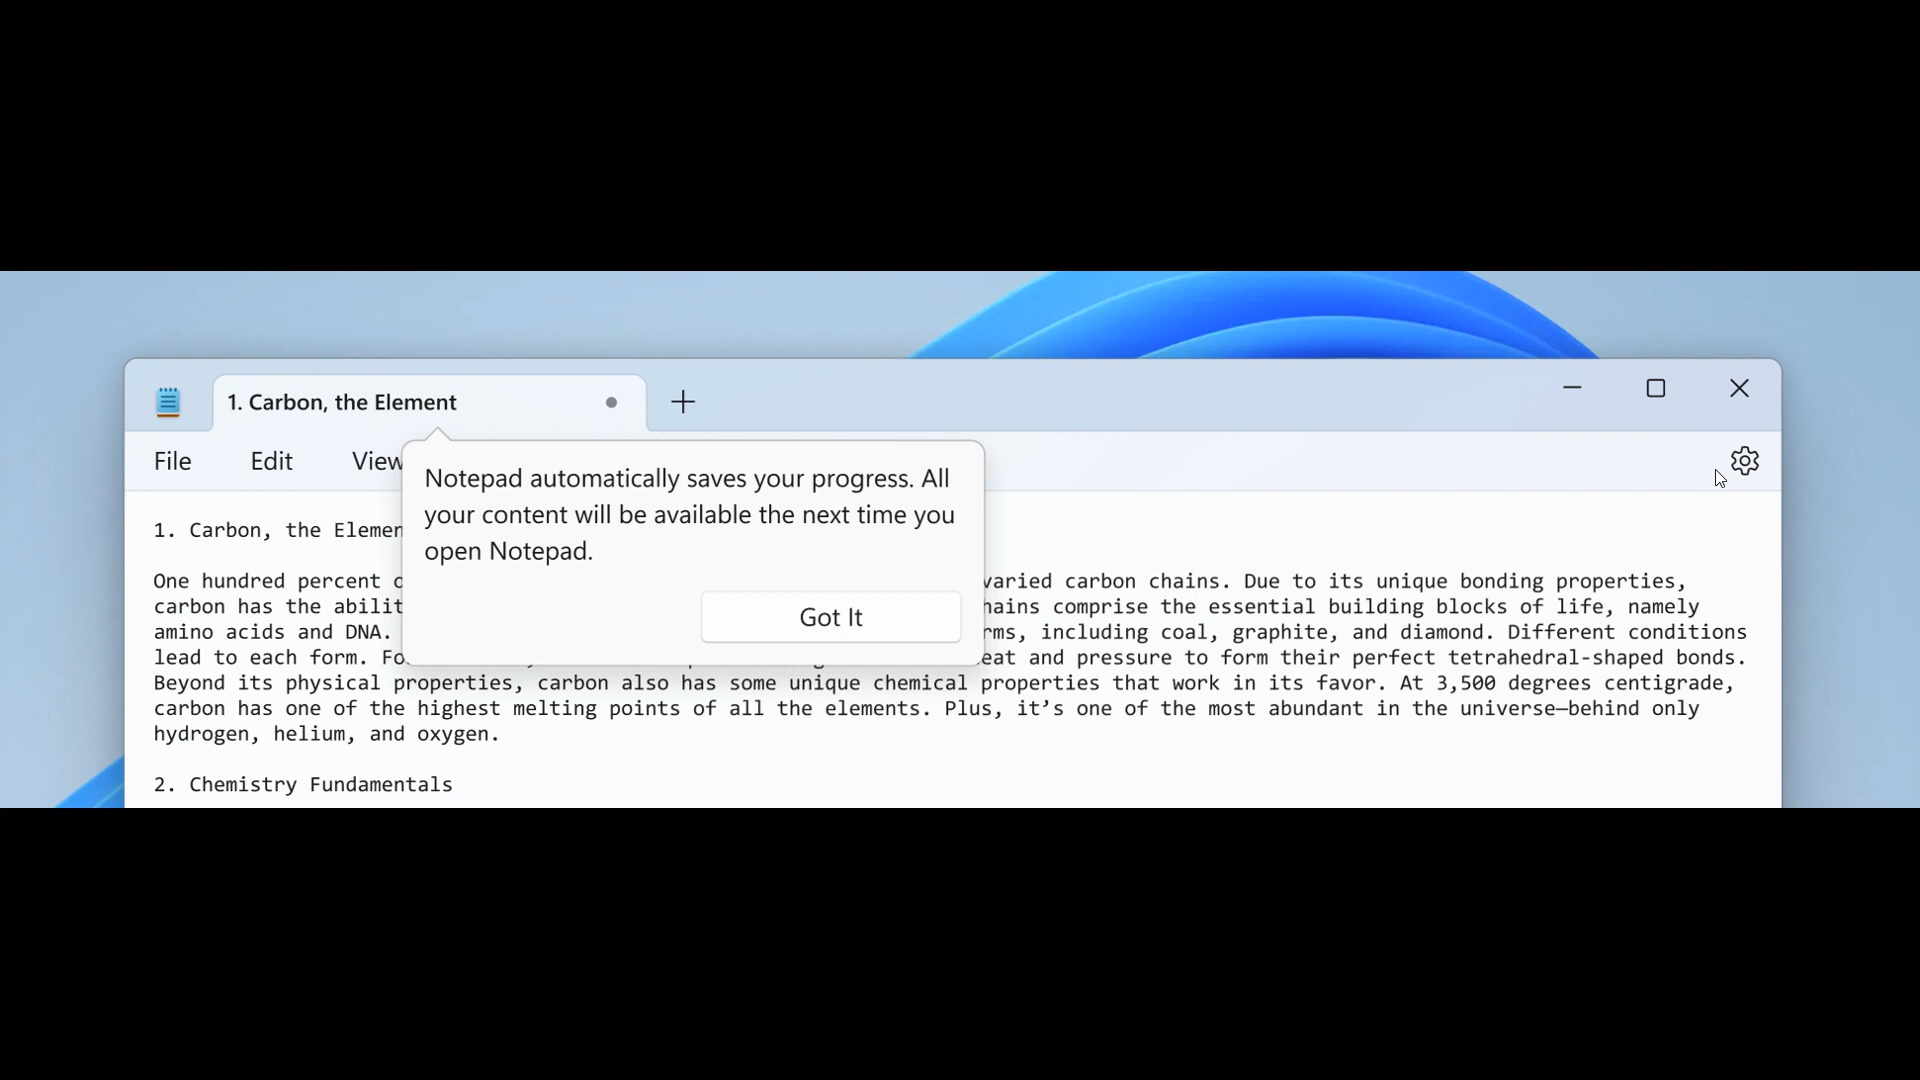 1. Carbon, the Element
File Edit View
Notepad automatically saves your progress. All
your content will be available the next time you
open Notepad.
Got It
1. Carbon, the Elemen
One hundred percent varied carbon chains. Due to its unique bonding properties,
carbon has the abilit hains comprise the essential building blocks of life, namely
amino acids and DNA. rms, including coal, graphite, and diamond. Different conditions
lead to each form. Fo eat and pressure to form their perfect tetrahedral-shaped bonds.
Beyond its physical properties, carbon also has some unique chemical properties that work in its favor. At 3,500 degrees centigrade,
carbon has one of the highest melting points of all the elements. Plus, it’s one of the most abundant in the universe—behind only
hydrogen, helium, and oxygen.
2. Chemistry Fundamentals